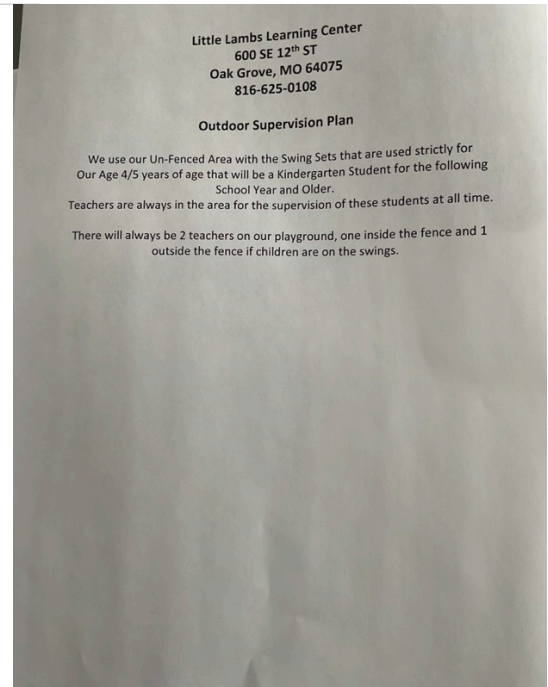 Little Lambs Learning Center
600 SE 12th ST
Oak Grove, MO 64075
816-625-0108
Outdoor Supervision Plan
We use our Un-Fenced Area with the Swing Sets that are used strictly for
Our Age 4/5 years of age that will be a Kindergarten Student for the following
School Year and Older.
Teachers are always in the area for the supervision of these students at all time.
There will always be 2 teachers on our playground, one inside the fence and 1
outside the fence if children are on the swings.